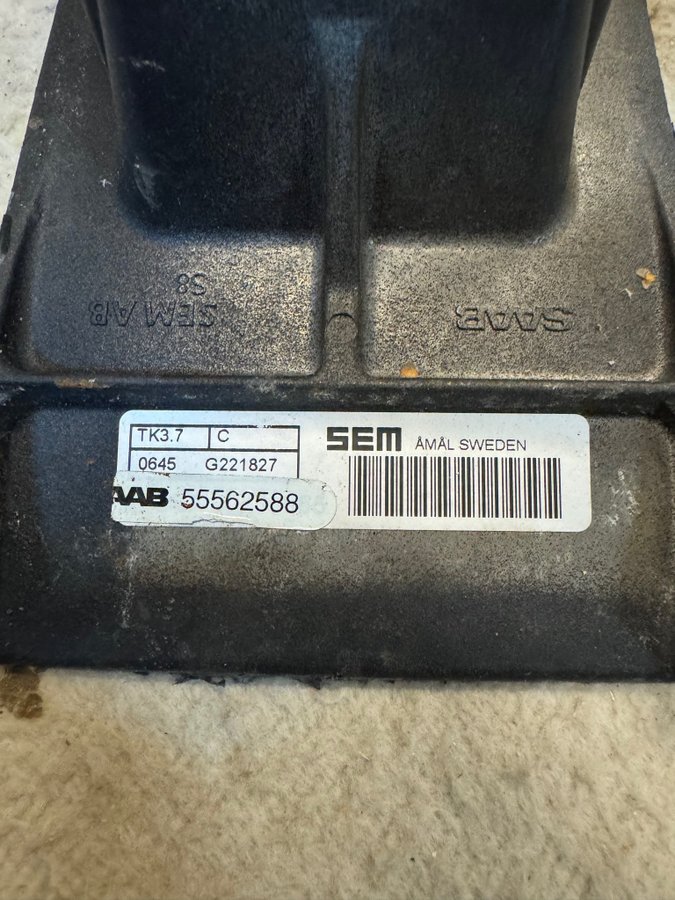 S8
SEM AB
SAAB
TK3.7 C
SEM ÅMÅL SWEDEN
0645 G221827
AAB 55562588